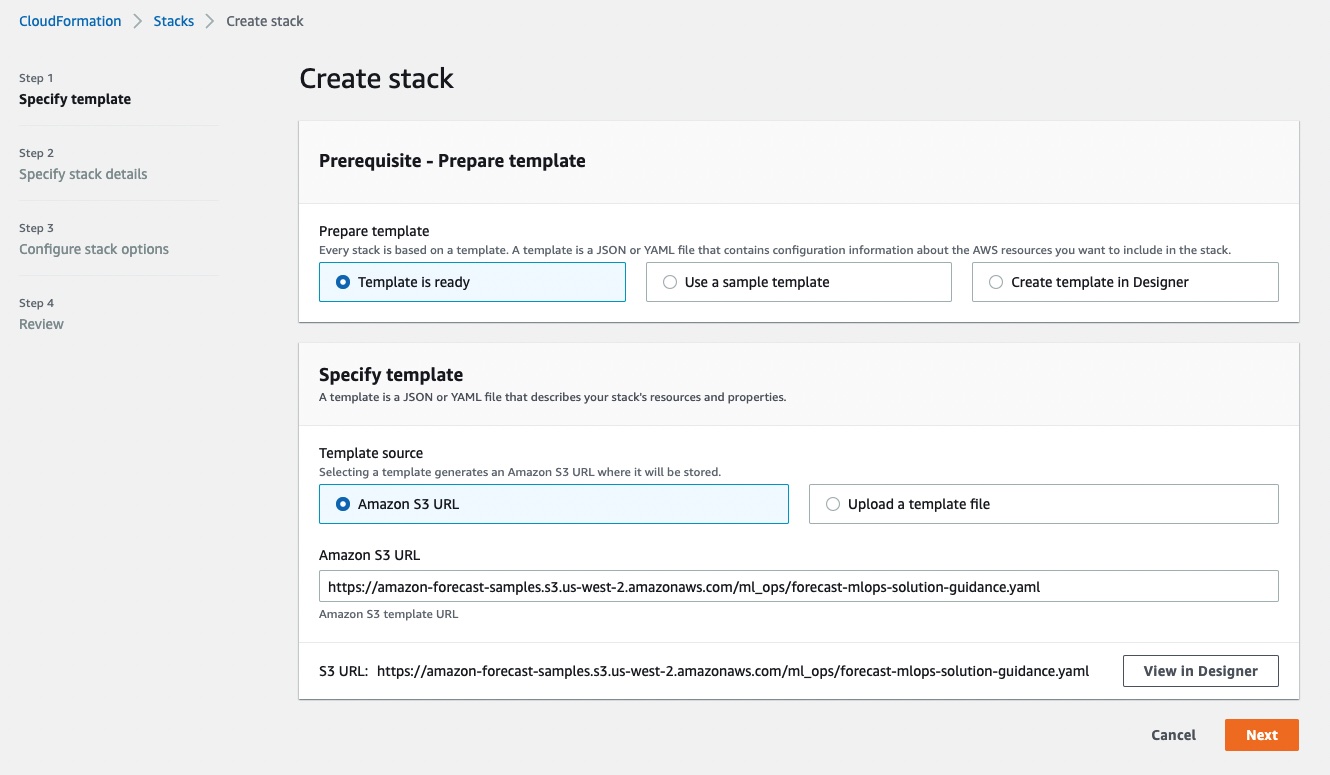 CloudFormation > Stacks > Create stack
Step 1
Specify template
Step 2
Specify stack details
Step 3
Configure stack options
Step 4
Review
Create stack
Prerequisite - Prepare template
Prepare template
Every stack is based on a template. A template is a JSON or YAML file that contains configuration information about the AWS resources you want to include in the stack.
Template is ready
Use a sample template
Create template in Designer
Specify template
A template is a JSON or YAML file that describes your stack's resources and properties.
Template source
Selecting a template generates an Amazon S3 URL where it will be stored.
Amazon S3 URL
Upload a template file
Amazon S3 URL
https://amazon-forecast-samples.s3.us-west-2.amazonaws.com/ml_ops/forecast-mlops-solution-guidance.yaml
Amazon S3 template URL
S3 URL: https://amazon-forecast-samples.s3.us-west-2.amazonaws.com/ml_ops/forecast-mlops-solution-guidance.yaml
View in Designer
Cancel
Next